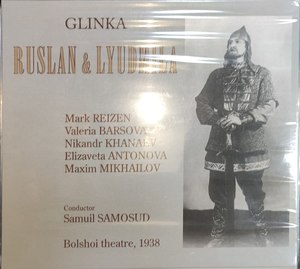 GLINKA
RUSLAN & LYUDMILA
Mark REIZEN
Valeria BARSOVA
Nikandr KHANAEV
Elizaveta ANTONOVA
Maxim MIKHAILOV
Conductor
Samuil SAMOSUD
Bolshoi theatre, 1938